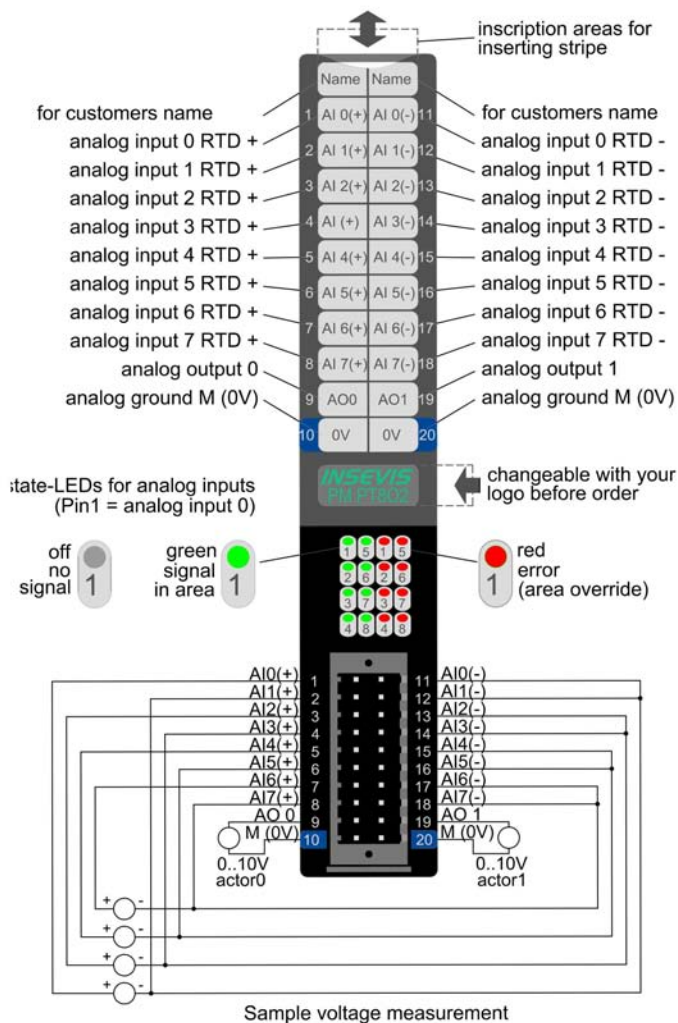 inscription areas for
inserting stripe
Name Name
for customers name for customers name
analog input 0 RTD + 1 AI 0(+) AI 0(-) 11 analog input 0 RTD -
analog input 1 RTD + 2 AI 1(+) AI 1(-) 12 analog input 1 RTD -
analog input 2 RTD + 3 AI 2(+) AI 2(-) 13 analog input 2 RTD -
analog input 3 RTD + 4 AI (+) AI 3(-) 14 analog input 3 RTD -
analog input 4 RTD + 5 AI 4(+) AI 4(-) 15 analog input 4 RTD -
analog input 5 RTD + 6 AI 5(+) AI 5(-) 16 analog input 5 RTD -
analog input 6 RTD + 7 AI 6(+) AI 6(-) 17 analog input 6 RTD -
analog input 7 RTD + 8 AI 7(+) AI 7(-) 18 analog input 7 RTD -
analog output 0 9 AO0 AO1 19 analog output 1
analog ground M (0V) 10 0V 0V 20 analog ground M (0V)
INSEVIS
PM PT8O2
changeable with your
logo before order
state-LEDs for analog inputs
(Pin1 = analog input 0)
off
no
signal
1
green
signal
in area
1
1 5 1 5
2 6 2 6
3 7 3 7
4 8 4 8
1
red
error
(area override)
AI0(+) 1 11 AI0(-)
AI1(+) 2 12 AI1(-)
AI2(+) 3 13 AI2(-)
AI3(+) 4 14 AI3(-)
AI4(+) 5 15 AI4(-)
AI5(+) 6 16 AI5(-)
AI6(+) 7 17 AI6(-)
AI7(+) 8 18 AI7(-)
AO 0 9 19 AO 1
M (0V) 10 20 M (0V)
0..10V
actor0
0..10V
actor1
+ -
+ -
+ -
+ -
Sample voltage measurement